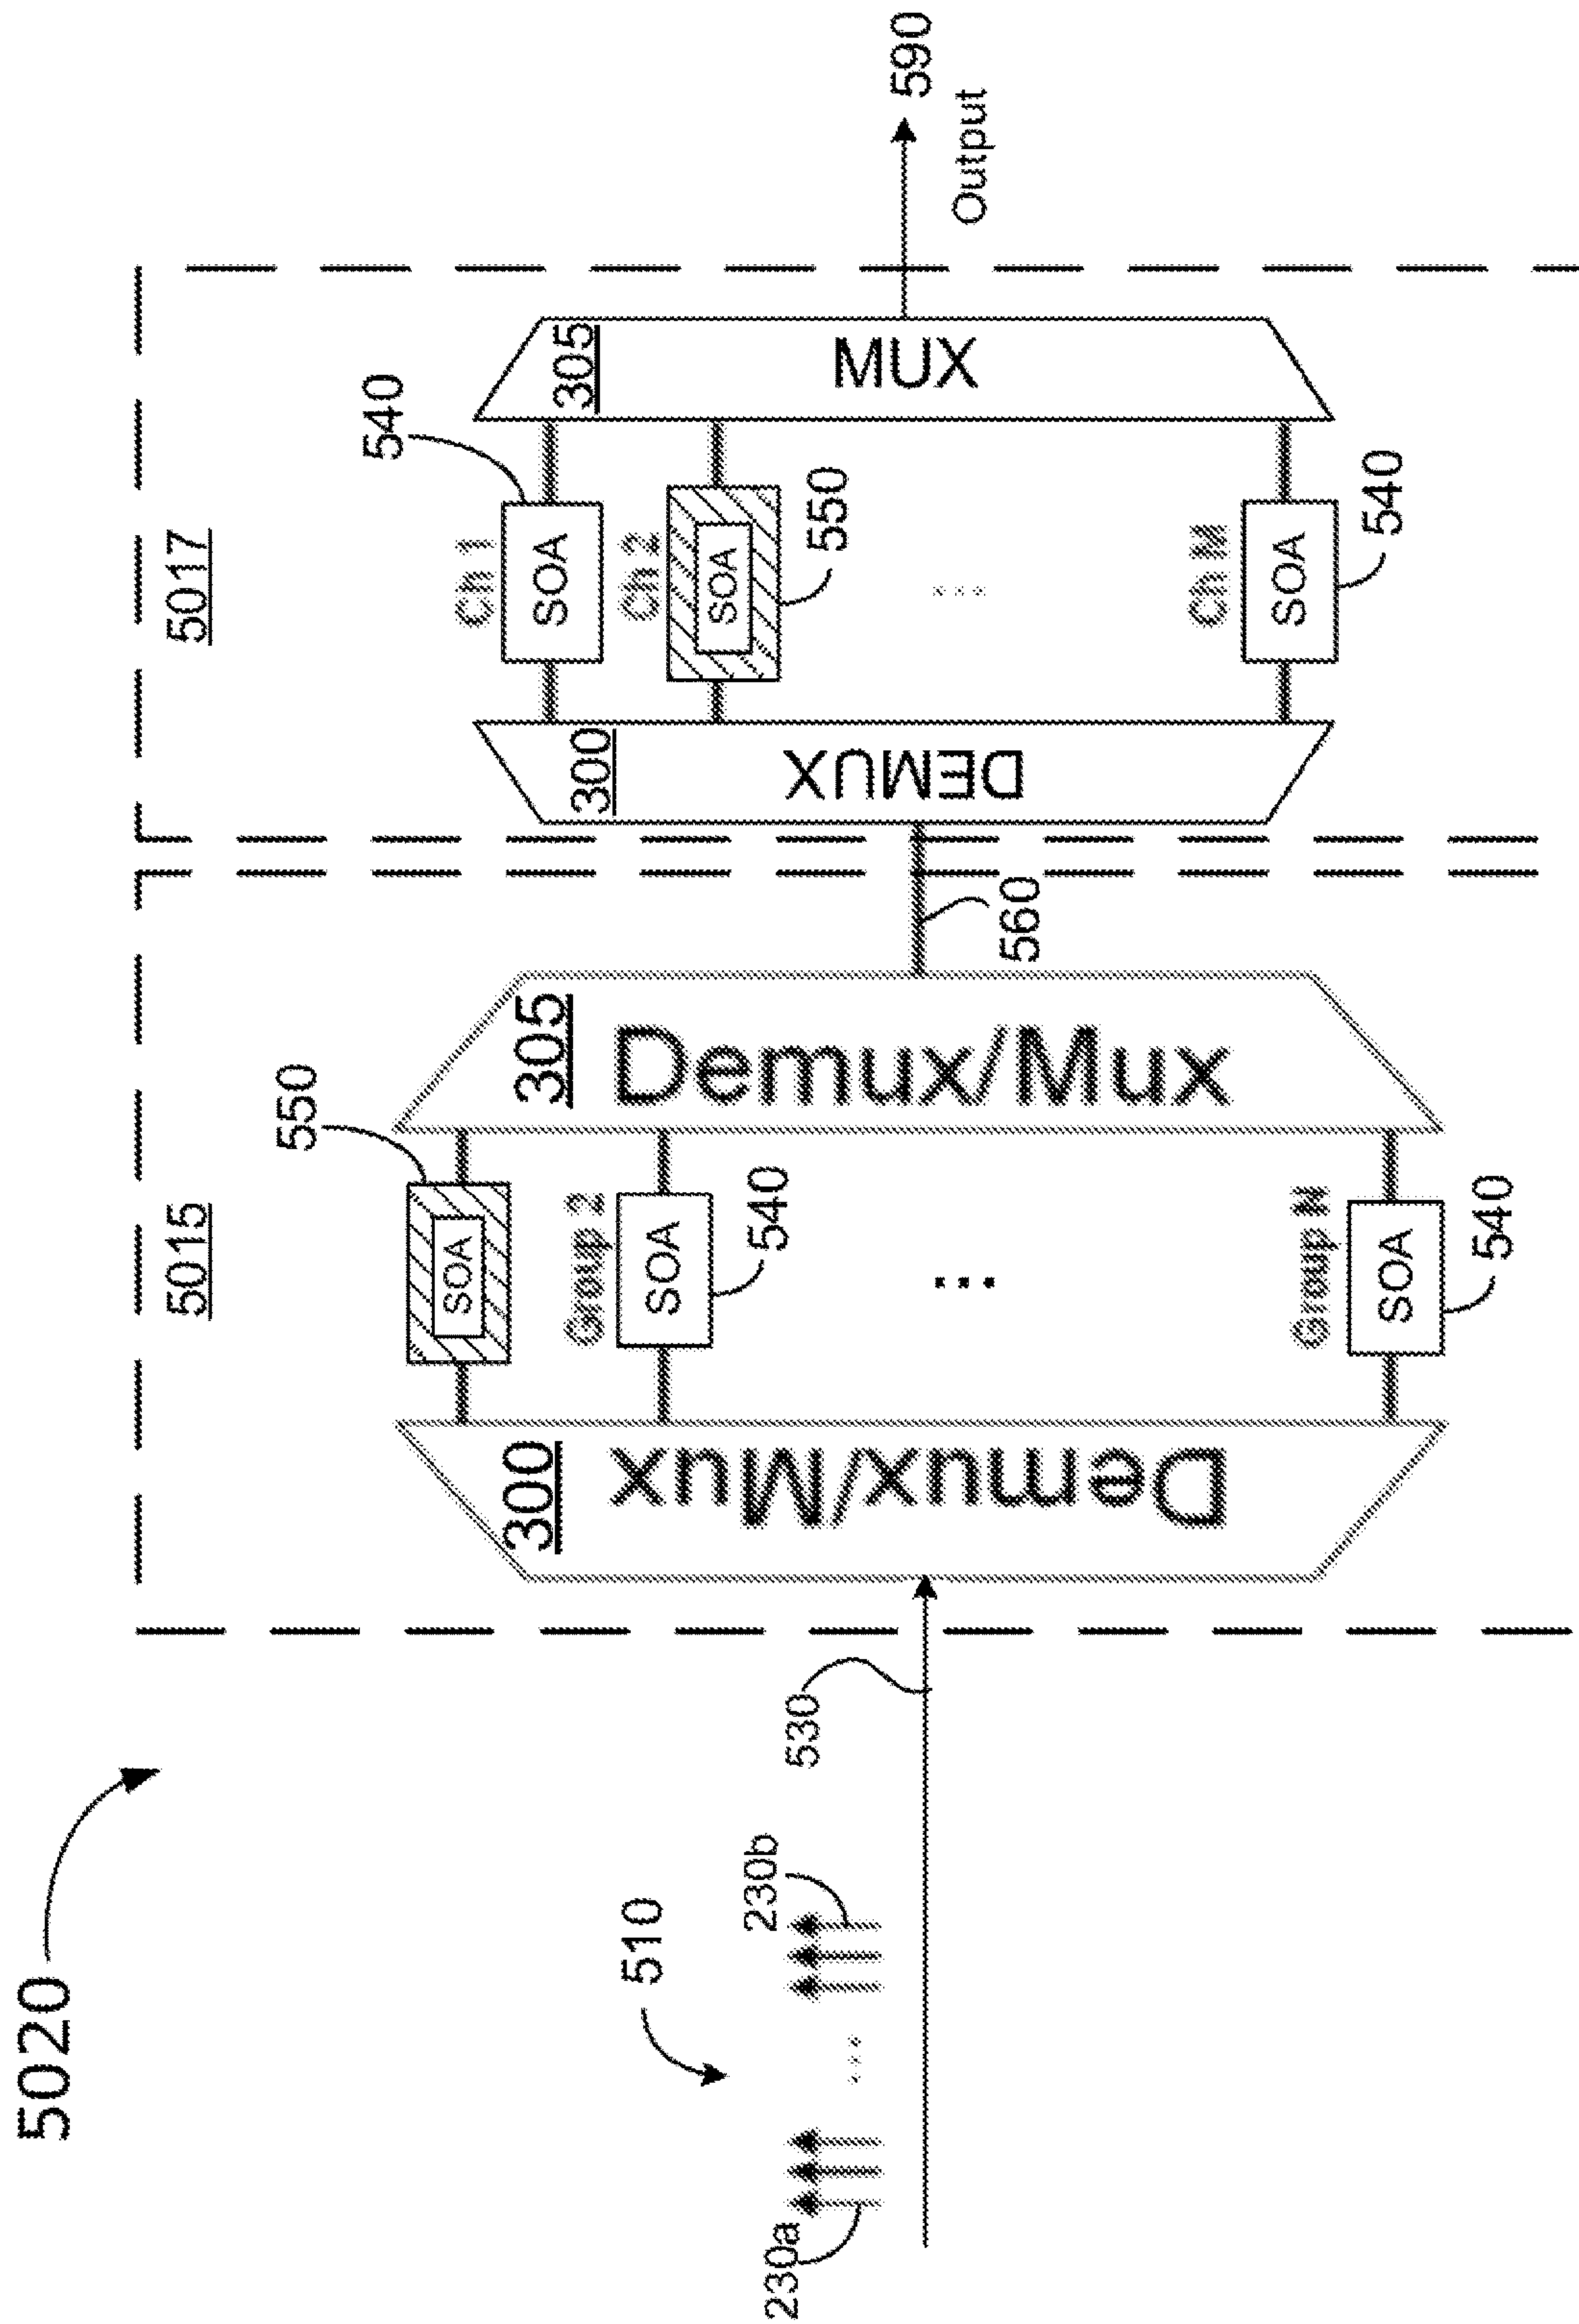 5020
5015
5017
550
540
510
230a
230b
530
300
Demux/Mux
SOA
Group 2
SOA
540
...
Group N
SOA
540
305
Demux/Mux
560
300
DEMUX
Ch 1
SOA
Ch 2
SOA
550
...
Ch M
SOA
540
305
MUX
590
Output